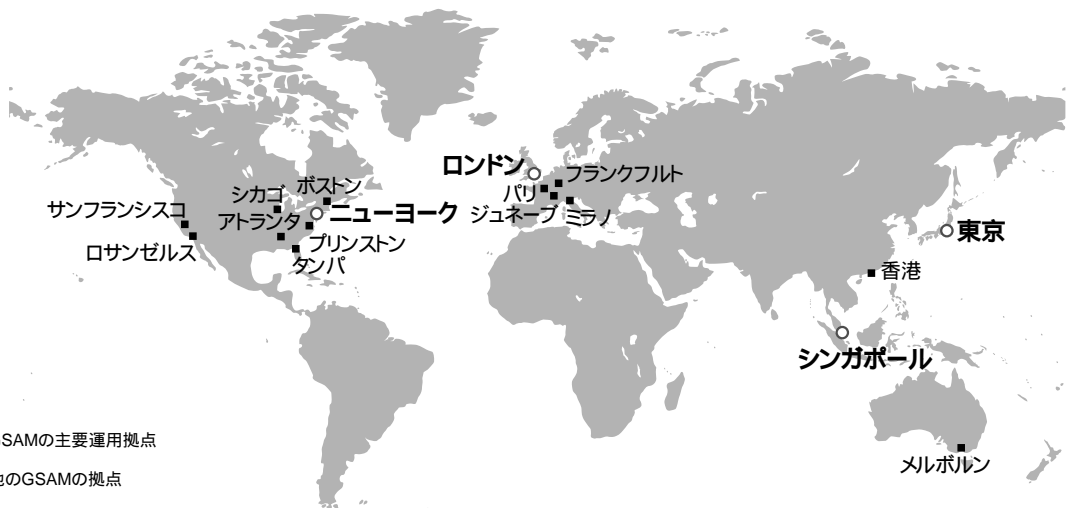 ロンドン
フランクフルト
パリ
ジュネーブ
ミラノ
シカゴ
ボストン
サンフランシスコ
アトランタ
ニューヨーク
ロサンゼルス
プリンストン
タンパ
東京
香港
シンガポール
メルボルン
SAMの主要運用拠点
のGSAMの拠点